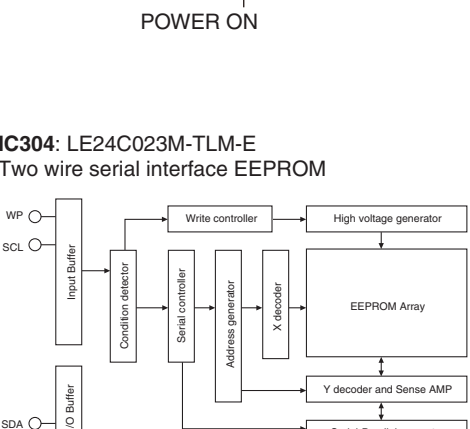 POWER ON
IC304: LE24C023M-TLM-E
Two wire serial interface EEPROM
WP
SCL
Input Buffer
Condition detector
Write controller
High voltage generator
Serial controller
Address generator
X decoder
EEPROM Array
Y decoder and Sense AMP
SDA
I/O Buffer